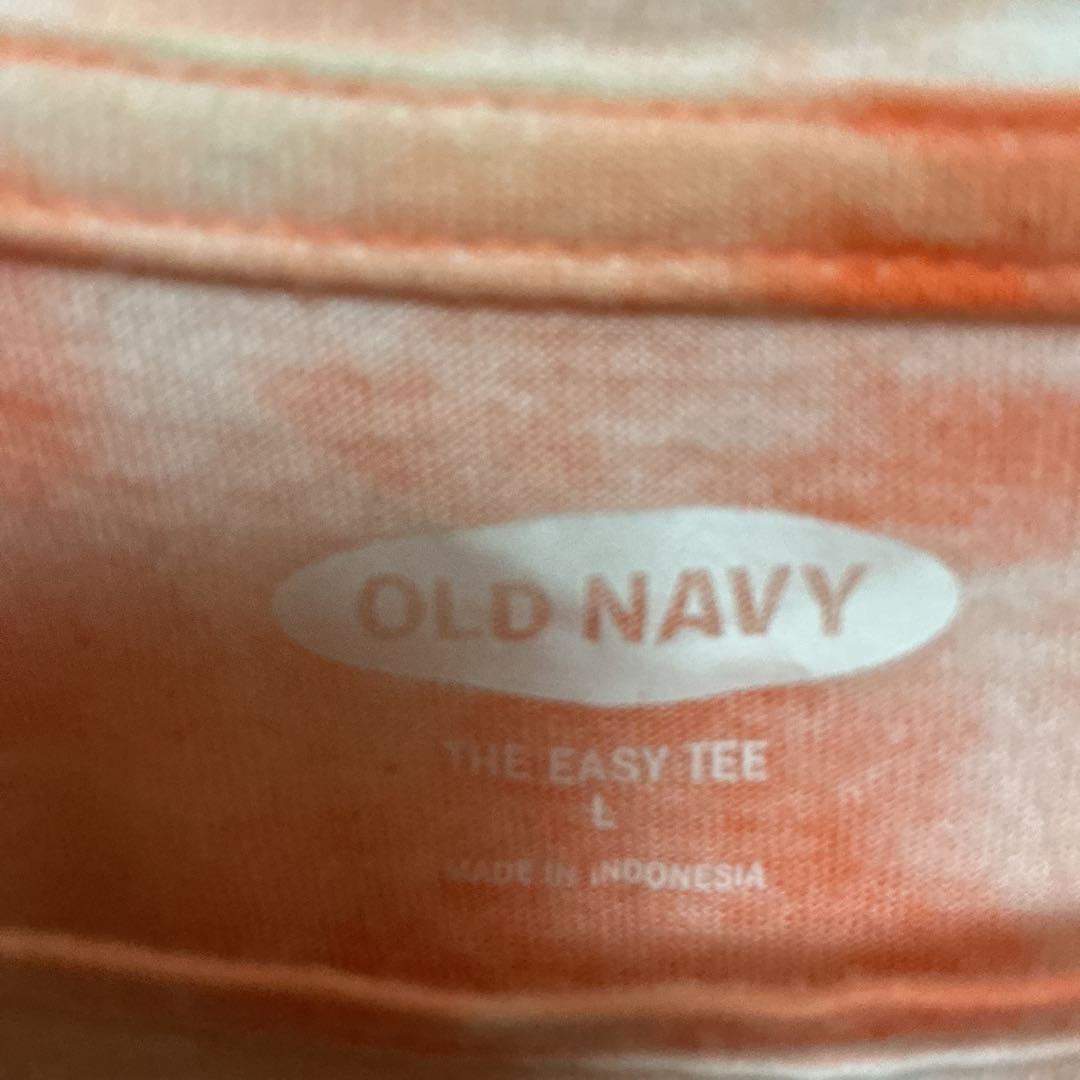 OLD NAVY
THE EASY TEE
L
MADE IN INDONESIA